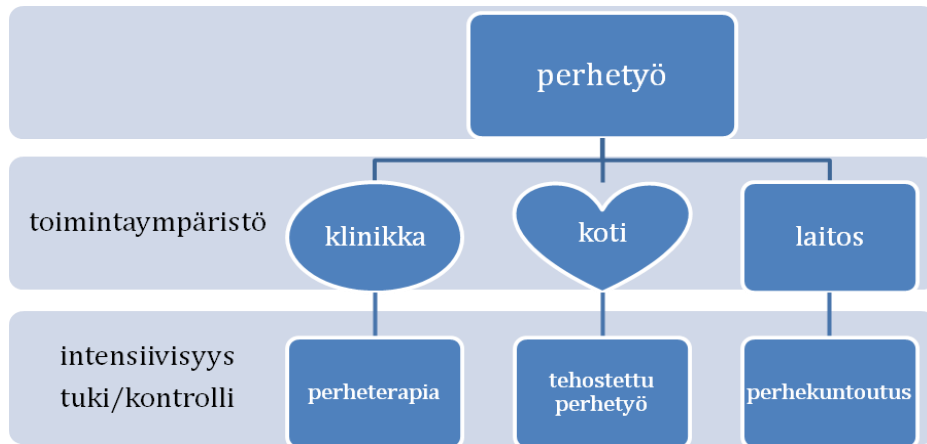 perhetyö
toimintaympäristö
klinikka
koti
laitos
intensiivisyys
tuki/kontrolli
perheterapia
tehostettu
perhetyö
perhekuntoutus